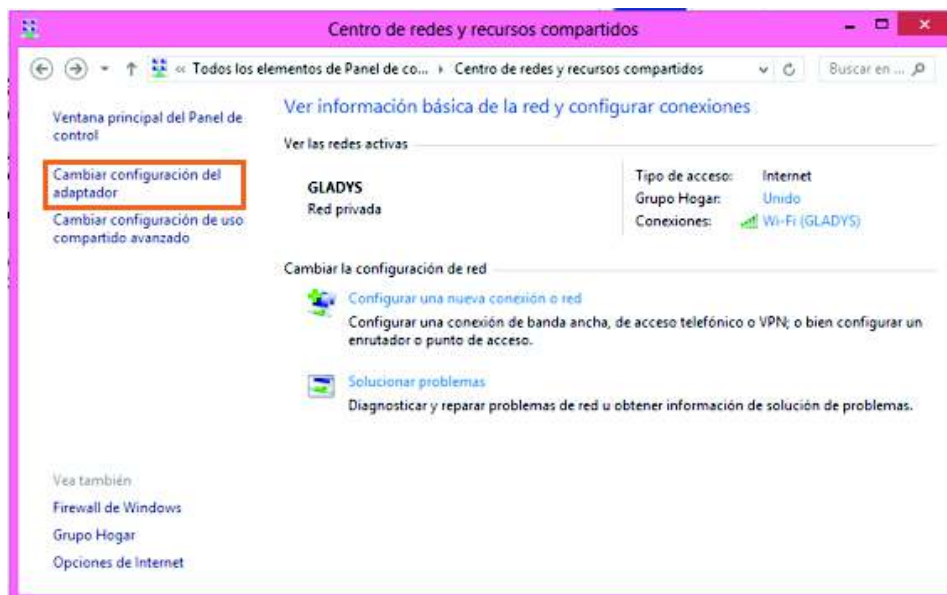 Centro de redes y recursos compartidos
« Todos los elementos de Panel de co... Centro de redes y recursos compartidos
Buscar en ...
Ventana principal del Panel de
control
Cambiar configuración del
adaptador
Cambiar configuración de uso
compartido avanzado
Ver información básica de la red y configurar conexiones
Ver las redes activas
GLADYS
Red privada
Tipo de acceso: Internet
Grupo Hogar: Unido
Conexiones: Wi-Fi (GLADYS)
Cambiar la configuración de red
Configurar una nueva conexión o red
Configurar una conexión de banda ancha, de acceso telefónico o VPN; o bien configurar un
enrutador o punto de acceso.
Solucionar problemas
Diagnosticar y reparar problemas de red u obtener información de solución de problemas.
Vea también
Firewall de Windows
Grupo Hogar
Opciones de Internet